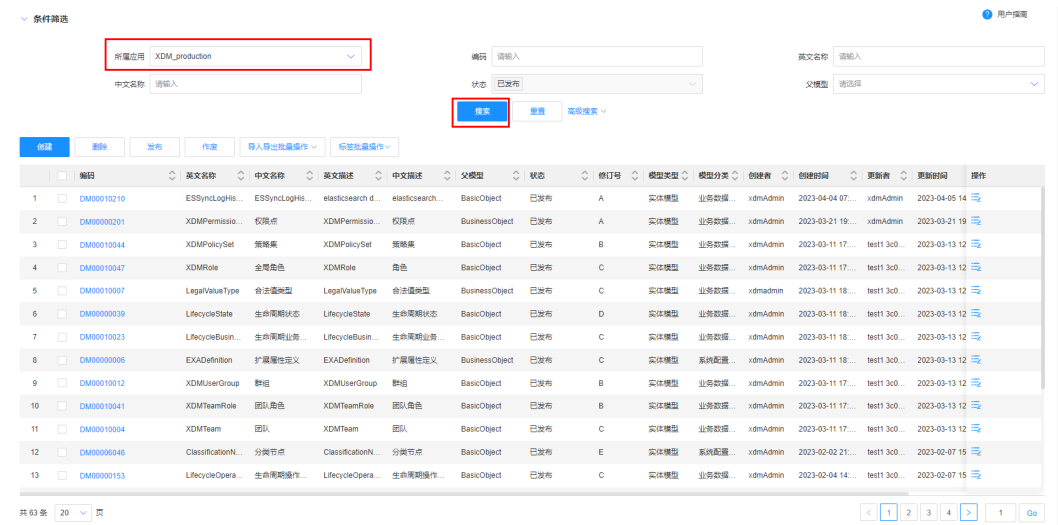 条件筛选
用户指南
所属应用 XDM_production 编码 请输入 英文名称 请输入
中文名称 请输入 状态 已发布 父模型 请选择
搜索 重置 高级搜索
创建 删除 发布 作废 导入导出批量操作 标签批量操作
编码 英文名称 中文名称 英文描述 中文描述 父模型 状态 修订号 模型类型 模型分类 创建者 创建时间 更新者 更新时间 操作
1 DM00010210 ESSyncLogHis... ESSyncLogHis... elasticsearch d... elasticsearch... BasicObject 已发布 A 实体模型 业务数据... xdmAdmin 2023-04-04 07:... xdmAdmin 2023-04-05 14
2 DM00000201 XDMPermissio... 权限点 XDMPermissio... 权限点 BusinessObject 已发布 A 实体模型 业务数据... xdmAdmin 2023-03-21 19:... xdmAdmin 2023-03-21 19
3 DM00010044 XDMPolicySet 策略集 XDMPolicySet 策略集 BasicObject 已发布 B 实体模型 业务数据... xdmAdmin 2023-03-11 17:... test1 3c0... 2023-03-13 12
4 DM00010047 XDMRole 全局角色 XDMRole 角色 BasicObject 已发布 C 实体模型 业务数据... xdmAdmin 2023-03-11 17:... test1 3c0... 2023-03-13 12
5 DM00010007 LegalValueType 合法值类型 LegalValueType 合法值类型 BusinessObject 已发布 C 实体模型 业务数据... xdmadmin 2023-03-11 18:... test1 3c0... 2023-03-13 12
6 DM00000039 LifecycleState 生命周期状态 LifecycleState 生命周期状态 BasicObject 已发布 D 实体模型 业务数据... xdmAdmin 2023-03-11 18:... test1 3c0... 2023-03-13 12
7 DM00010023 LifecycleBusin... 生命周期业务... LifecycleBusin... 生命周期业务... BasicObject 已发布 C 实体模型 业务数据... xdmAdmin 2023-03-11 18:... test1 3c0... 2023-03-13 12
8 DM00000006 EXADefinition 扩展属性定义 EXADefinition 扩展属性定义 BusinessObject 已发布 C 实体模型 系统配置... xdmAdmin 2023-03-11 18:... test1 3c0... 2023-03-13 12
9 DM00010012 XDMUserGroup 群组 XDMUserGroup 群组 BasicObject 已发布 B 实体模型 业务数据... xdmAdmin 2023-03-11 17:... test1 3c0... 2023-03-13 12
10 DM00010041 XDMTeamRole 团队角色 XDMTeamRole 团队角色 BasicObject 已发布 B 实体模型 业务数据... xdmAdmin 2023-03-11 17:... test1 3c0... 2023-03-13 12
11 DM00010004 XDMTeam 团队 XDMTeam 团队 BasicObject 已发布 C 实体模型 业务数据... xdmAdmin 2023-03-11 17:... test1 3c0... 2023-03-13 12
12 DM00006046 ClassificationN... 分类节点 ClassificationN... 分类节点 BasicObject 已发布 E 实体模型 系统配置... xdmAdmin 2023-02-02 21:... test1 3c0... 2023-02-07 15
13 DM00000153 LifecycleOpera... 生命周期操作... LifecycleOpera... 生命周期操作... BasicObject 已发布 C 实体模型 业务数据... xdmAdmin 2023-02-04 14:... test1 3c0... 2023-02-07 15
共 63 条 20 页 < 1 2 3 4 > 1 Go